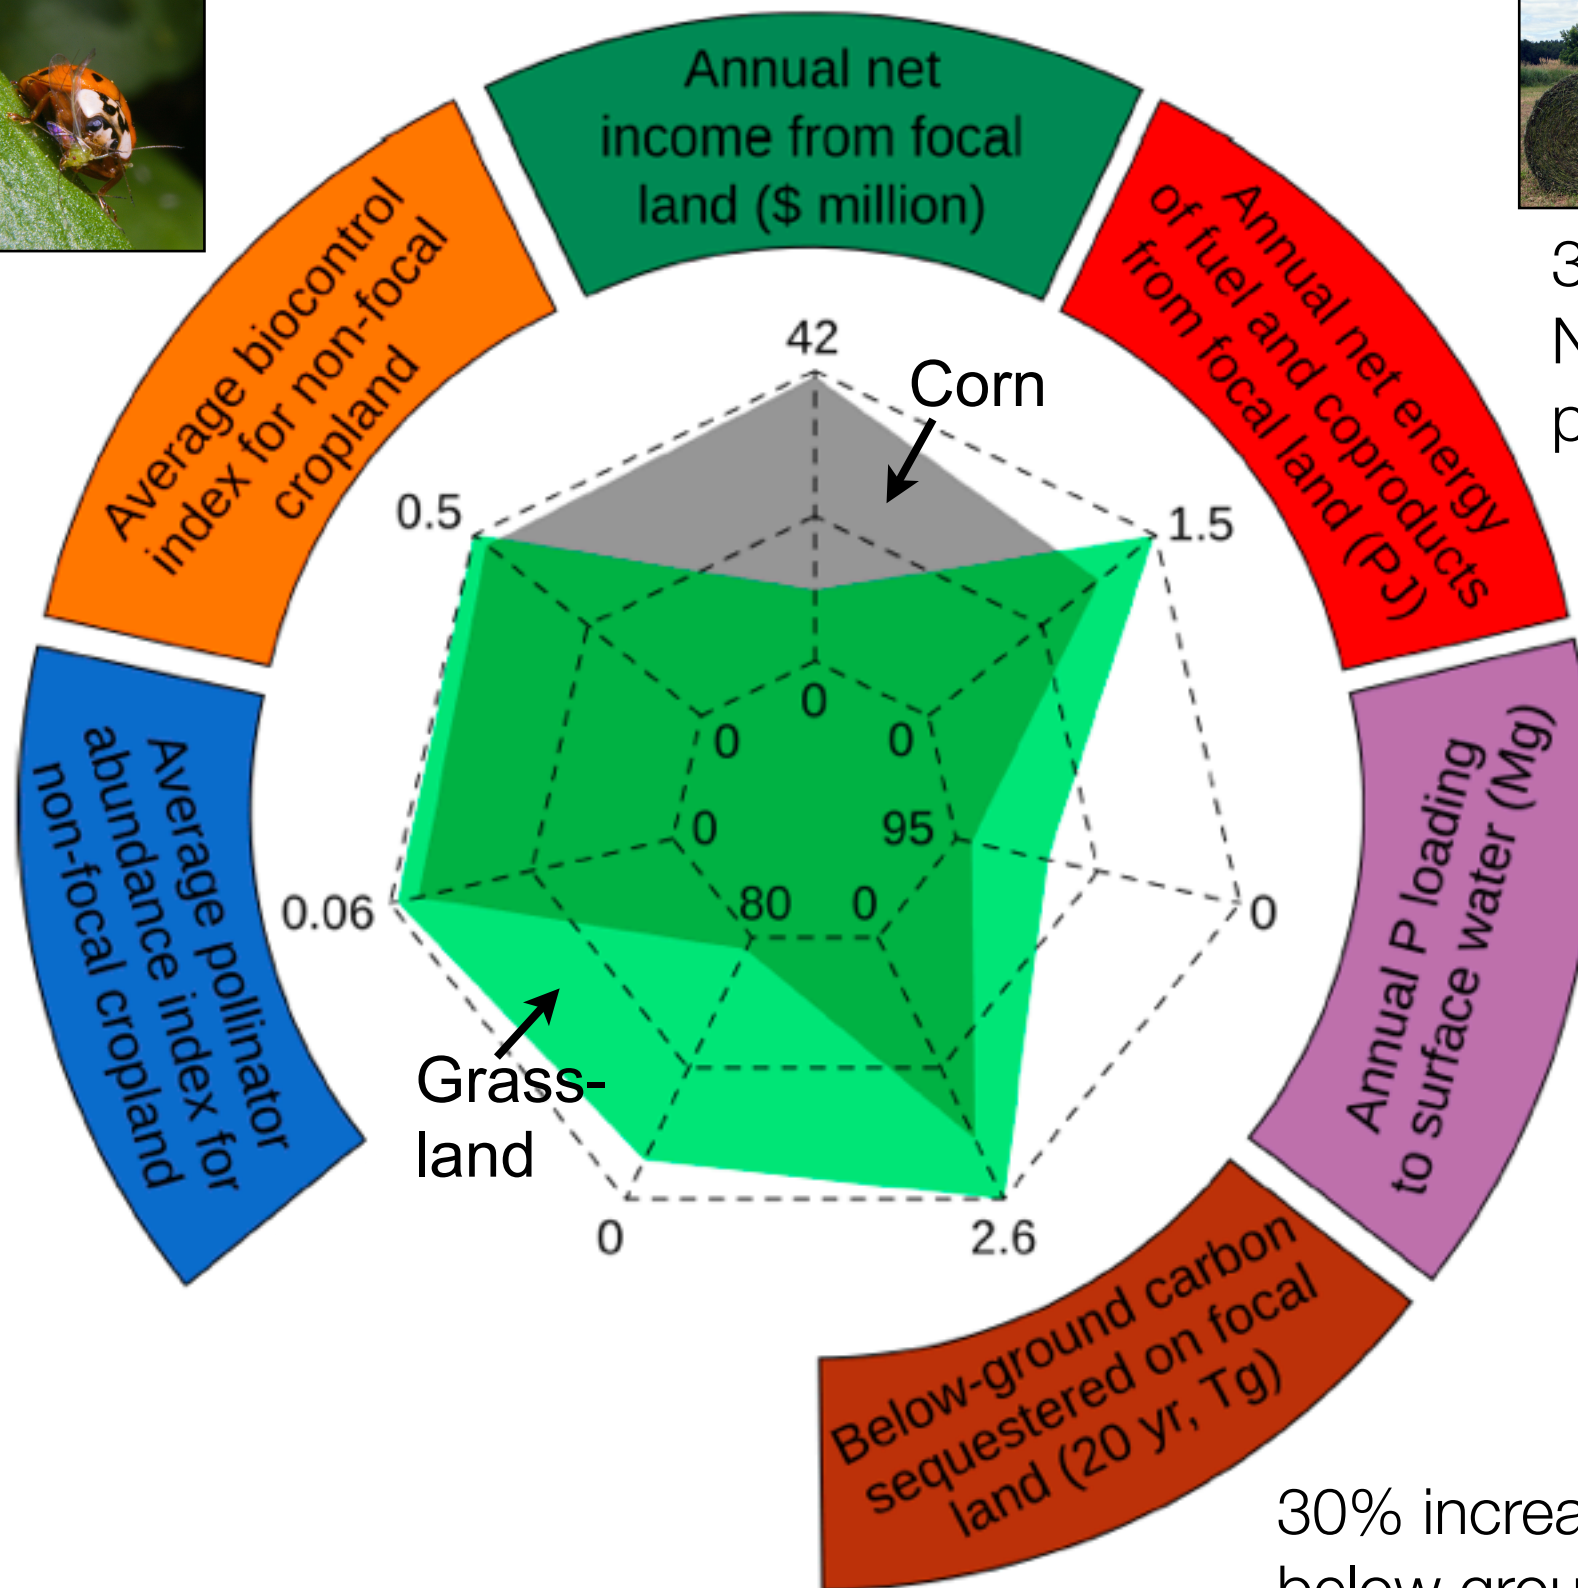 Annual net
income from focal
land ($ million)
Annual net energy
of fuel and coproducts
from focal land (PJ)
Annual P loading
to surface water (Mg)
Below-ground carbon
sequestered on focal
land (20 yr, Tg)
Average pollinator
abundance index for
non-focal cropland
Average biocontrol
index for non-focal
cropland
42
Corn
0.5
1.5
0
0
0
0
95
80
0
0.06
0
Grass-
land
0
2.6
3
N
p
30% increa
below grou